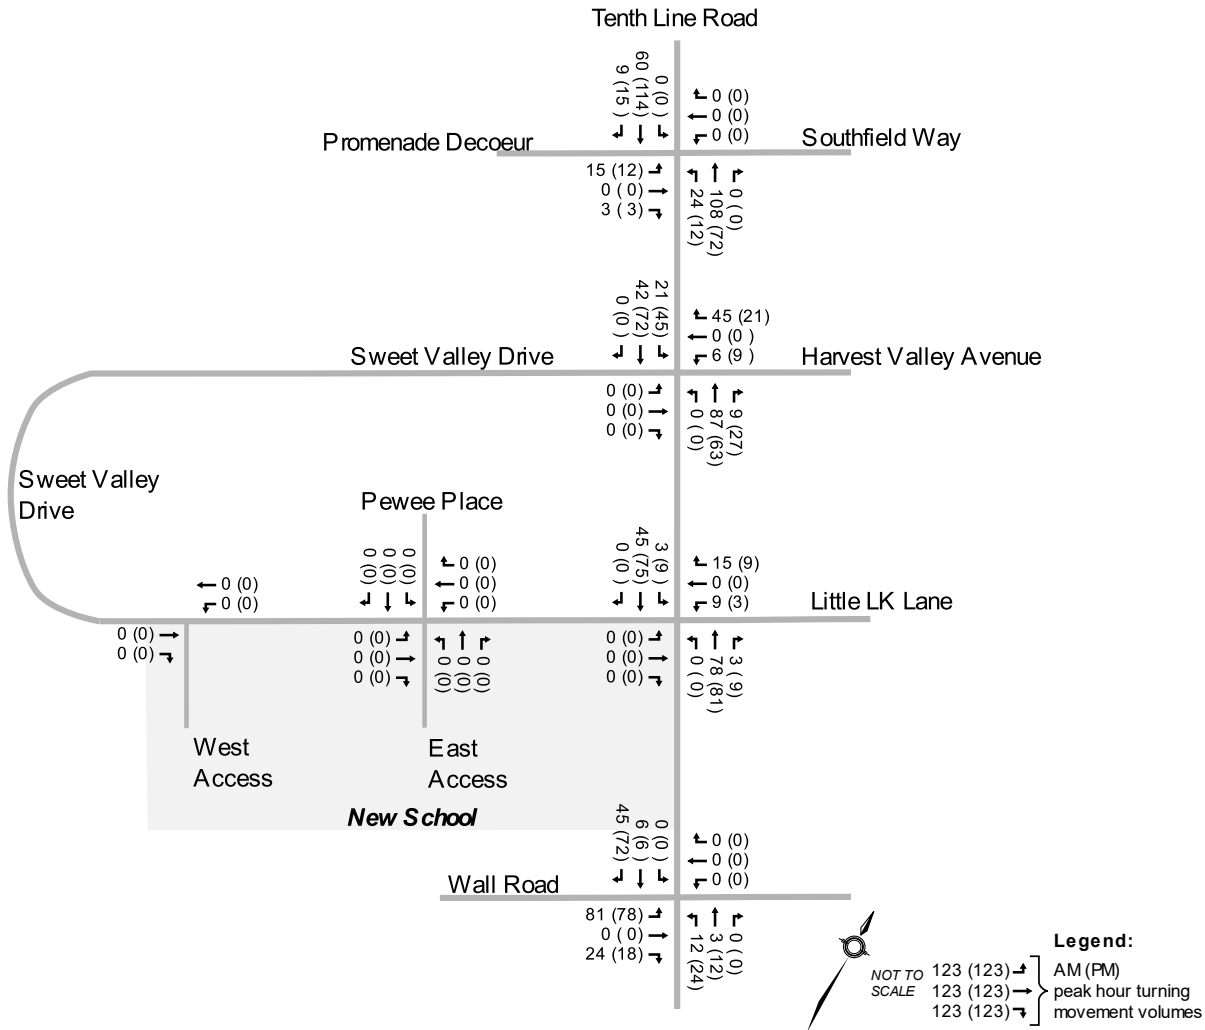 Tenth Line Road
9 (15 )
60 (114)
0 (0 )
0 (0)
0 (0)
0 (0)
Promenade Decoeur
Southfield Way
15 (12)
0 ( 0)
3 ( 3)
24 (12)
108 (72)
0 ( 0)
0 (0 )
42 (72)
21 (45)
45 (21)
0 (0 )
6 (9 )
Sweet Valley Drive
Harvest Valley Avenue
0 (0)
0 (0)
0 (0)
0 ( 0)
87 (63)
9 (27)
Sweet Valley
Drive
Pewee Place
0 (0)
0 (0)
0 (0)
0 (0)
0 (0)
0 (0)
0 (0)
0 (0)
0 (0 )
45 (75)
3 (9 )
15 (9)
0 (0)
9 (3)
Little LK Lane
0 (0)
0 (0)
0 (0)
0 (0)
0 (0)
0 (0)
0 (0)
0 (0)
0 (0)
0 (0)
0 (0)
0 ( 0)
78 (81)
3 ( 9)
West
Access
East
Access
New School
45 (72)
6 (6 )
0 (0 )
0 (0)
0 (0)
0 (0)
Wall Road
81 (78)
0 ( 0)
24 (18)
12 (24)
3 (12)
0 ( 0)
Legend:
NOT TO
SCALE
123 (123)
AM (PM)
123 (123)
peak hour turning
123 (123)
movement volumes